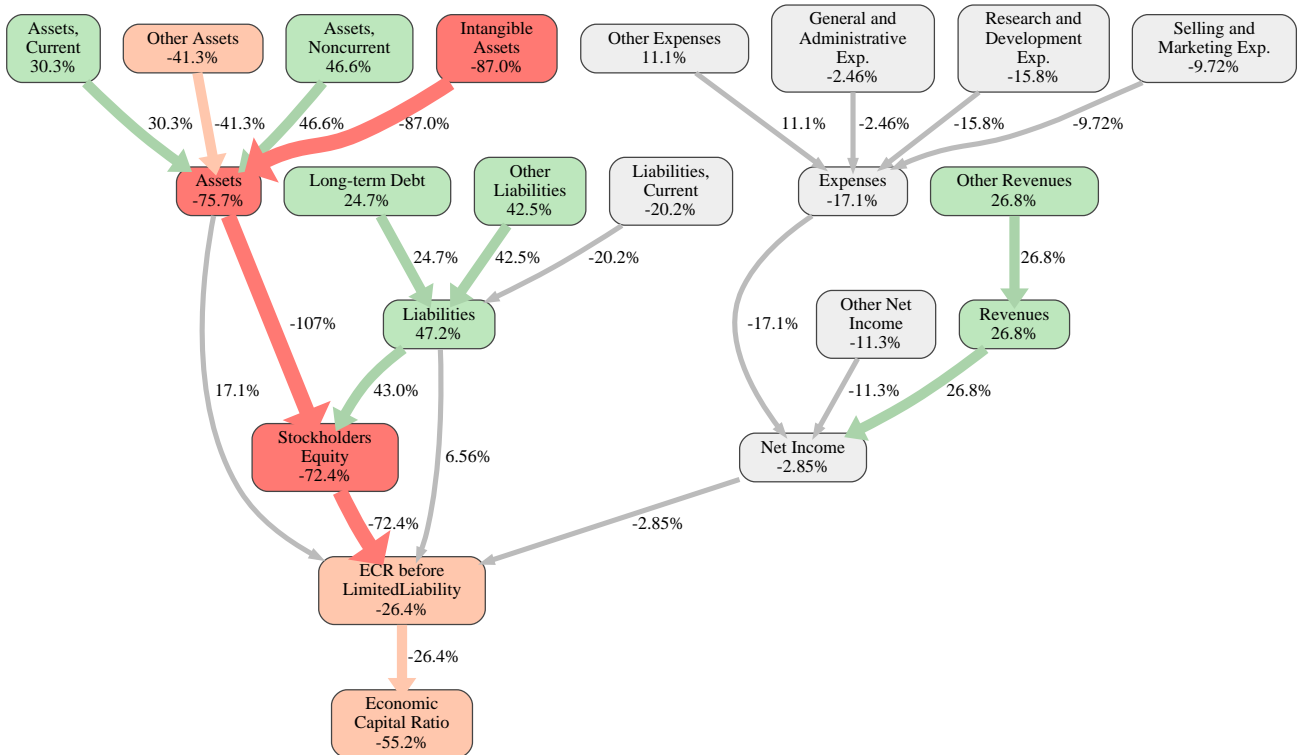 Assets,
Current
30.3%
Other Assets
-41.3%
Assets,
Noncurrent
46.6%
Intangible
Assets
-87.0%
Other Expenses
11.1%
General and
Administrative
Exp.
-2.46%
Research and
Development
Exp.
-15.8%
Selling and
Marketing Exp.
-9.72%
30.3%
-41.3%
46.6%
-87.0%
11.1%
-2.46%
-15.8%
-9.72%
Assets
-75.7%
Long-term Debt
24.7%
Other
Liabilities
42.5%
Liabilities,
Current
-20.2%
Expenses
-17.1%
Other Revenues
26.8%
24.7%
42.5%
-20.2%
26.8%
-107%
Liabilities
47.2%
-17.1%
Other Net
Income
-11.3%
Revenues
26.8%
17.1%
43.0%
-11.3%
26.8%
Stockholders
Equity
-72.4%
6.56%
Net Income
-2.85%
-72.4%
-2.85%
ECR before
LimitedLiability
-26.4%
-26.4%
Economic
Capital Ratio
-55.2%